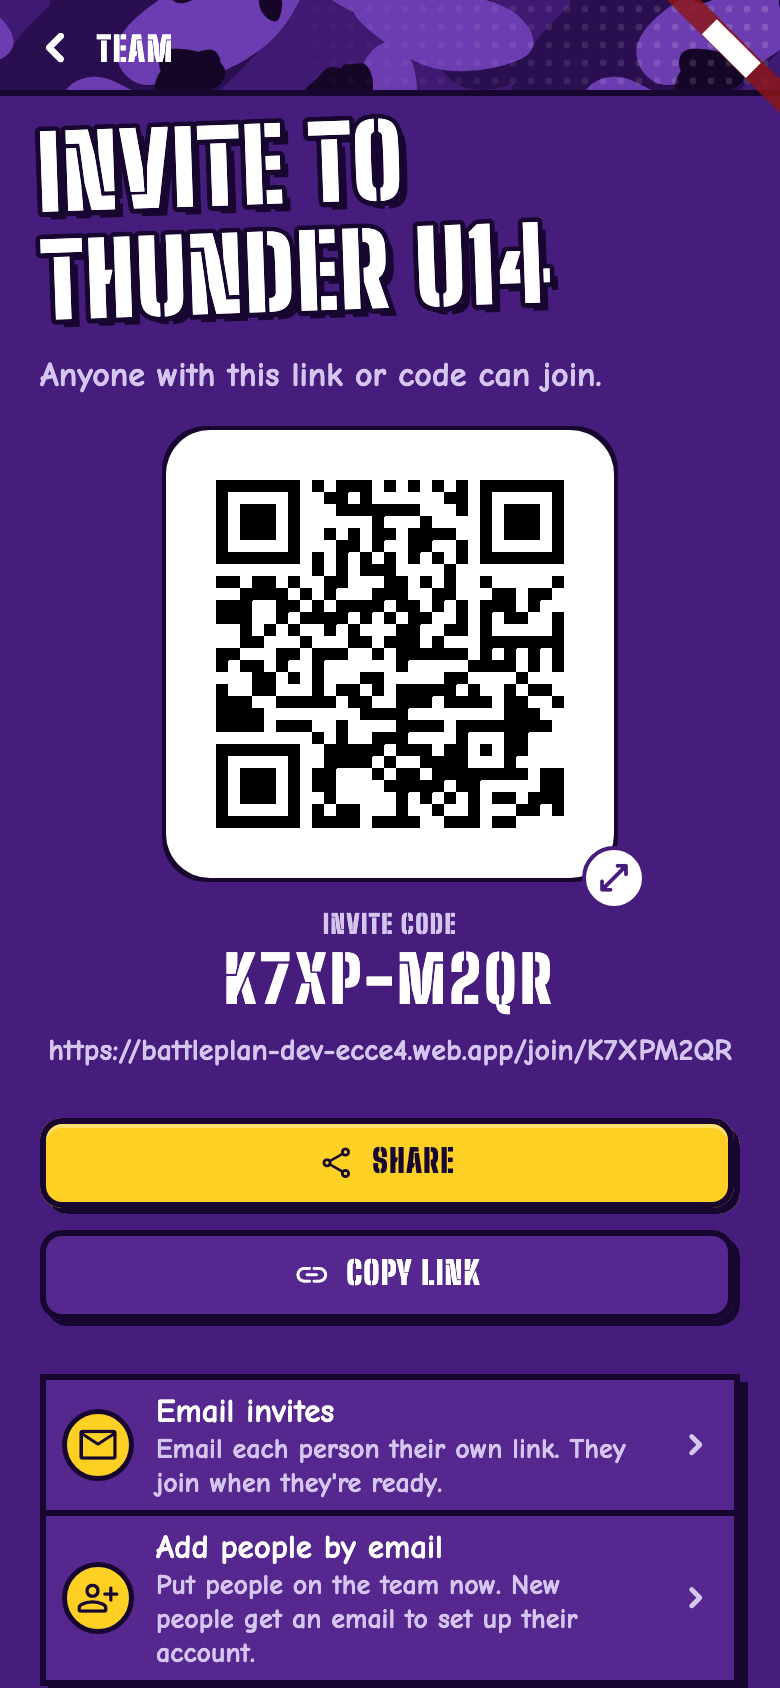 TEAM
INVITE TO
THUNDER U14
Anyone with this link or code can join.
INVITE CODE
K7XP-M2QR
https://battleplan-dev-ecce4.web.app/join/K7XPM2QR
SHARE
COPY LINK
Email invites
Email each person their own link. They
join when they're ready.
Add people by email
Put people on the team now. New
people get an email to set up their
account.